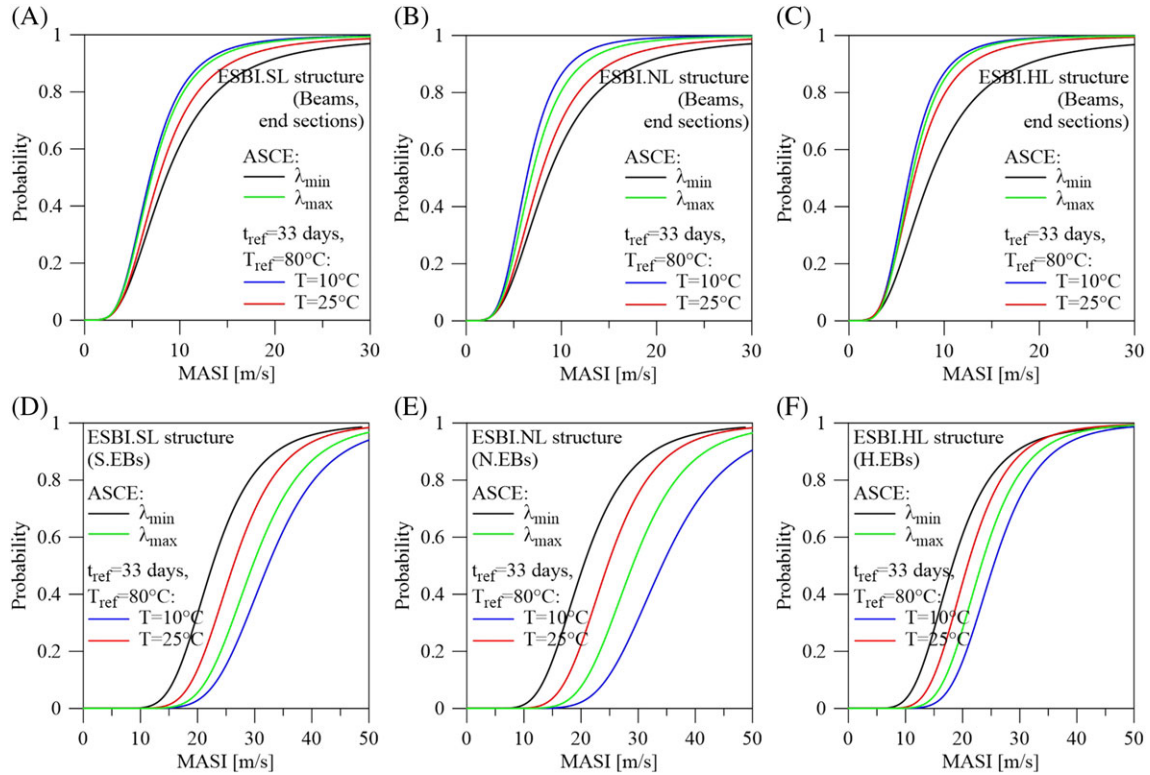 (A)
1
0.8
0.6
0.4
0.2
0
Probability
ESBI.SL structure
(Beams,
end sections)
ASCE:
λmin
λmax
tref=33 days,
Tref=80°C:
T=10°C
T=25°C
0 10 20 30
MASI [m/s]
(B)
1
0.8
0.6
0.4
0.2
0
Probability
ESBI.NL structure
(Beams,
end sections)
ASCE:
λmin
λmax
tref=33 days,
Tref=80°C:
T=10°C
T=25°C
0 10 20 30
MASI [m/s]
(C)
1
0.8
0.6
0.4
0.2
0
Probability
ESBI.HL structure
(Beams,
end sections)
ASCE:
λmin
λmax
tref=33 days,
Tref=80°C:
T=10°C
T=25°C
0 10 20 30
MASI [m/s]
(D)
1
0.8
0.6
0.4
0.2
0
Probability
ESBI.SL structure
(S.EBs)
ASCE:
λmin
λmax
tref=33 days,
Tref=80°C:
T=10°C
T=25°C
0 10 20 30 40 50
MASI [m/s]
(E)
1
0.8
0.6
0.4
0.2
0
Probability
ESBI.NL structure
(N.EBs)
ASCE:
λmin
λmax
tref=33 days,
Tref=80°C:
T=10°C
T=25°C
0 10 20 30 40 50
MASI [m/s]
(F)
1
0.8
0.6
0.4
0.2
0
Probability
ESBI.HL structure
(H.EBs)
ASCE:
λmin
λmax
tref=33 days,
Tref=80°C:
T=10°C
T=25°C
0 10 20 30 40 50
MASI [m/s]